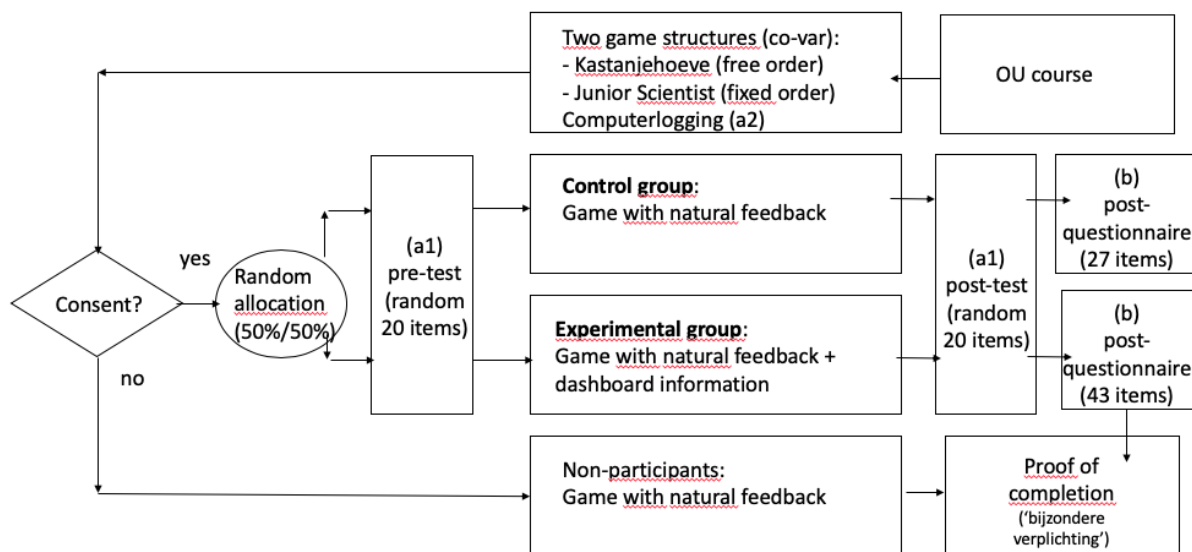 Two game structures (co-var):
- Kastanjehoeve (free order)
- Junior Scientist (fixed order)
Computerlogging (a2)
OU course
Consent?
yes
no
Random
allocation
(50%/50%)
(a1)
pre-test
(random
20 items)
Control group:
Game with natural feedback
Experimental group:
Game with natural feedback +
dashboard information
Non-participants:
Game with natural feedback
(a1)
post-test
(random
20 items)
(b)
post-
questionnaire
(27 items)
(b)
post-
questionnaire
(43 items)
Proof of
completion
('bijzondere
verplichting')